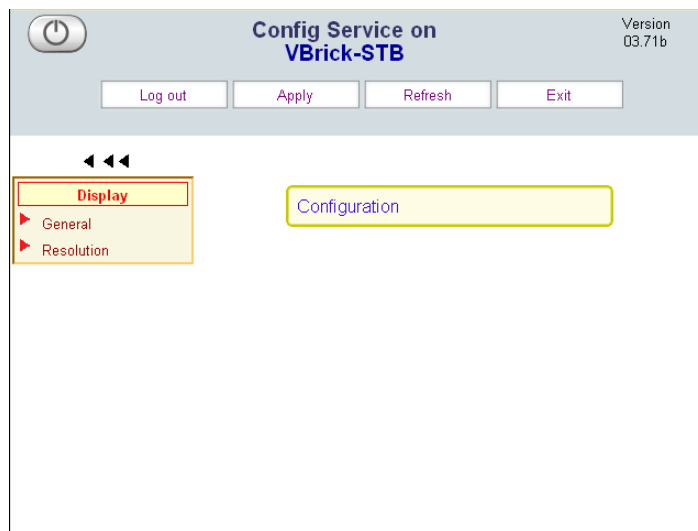 Config Service on
VBrick-STB
Version
03.71b
Log out
Apply
Refresh
Exit
Display
General
Resolution
Configuration